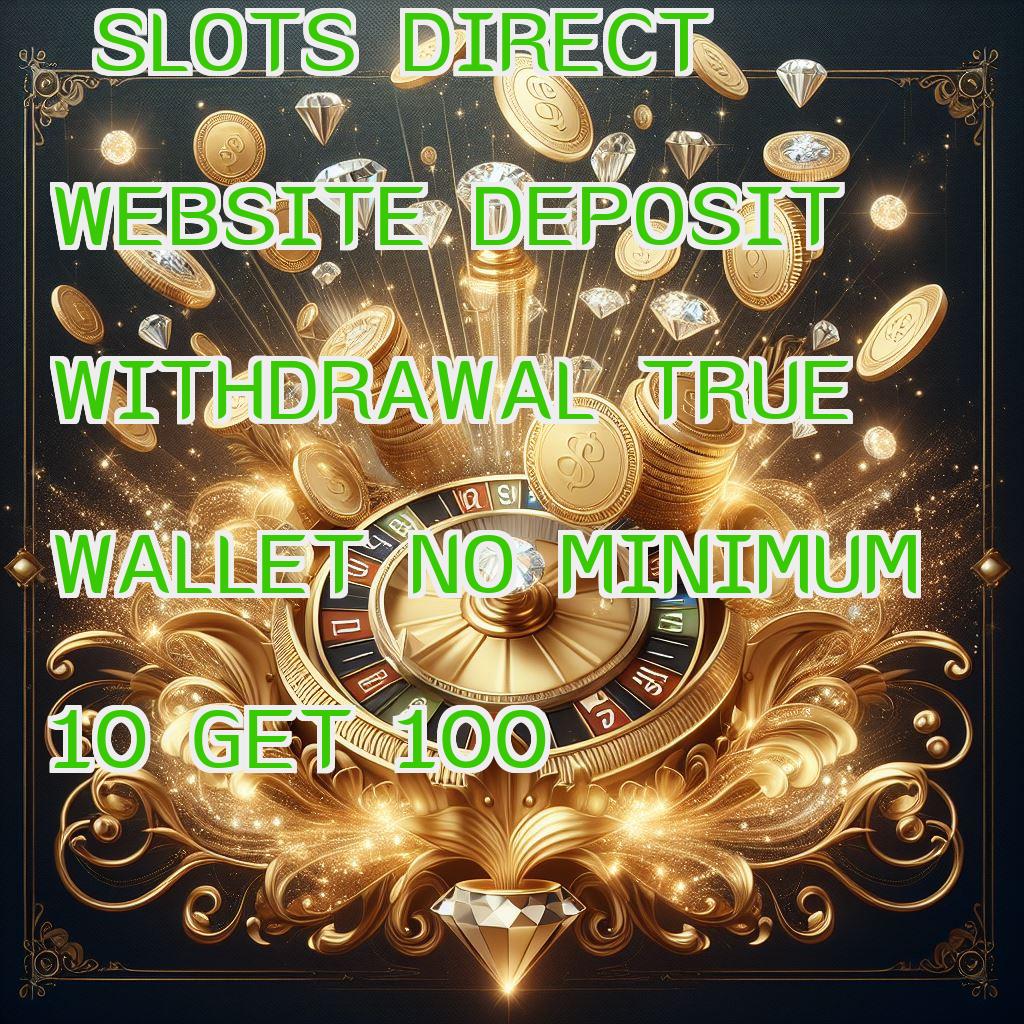 SLOTS DIRECT
WEBSITE DEPOSIT
WITHDRAWAL TRUE
WALLET NO MINIMUM
10 GET 100